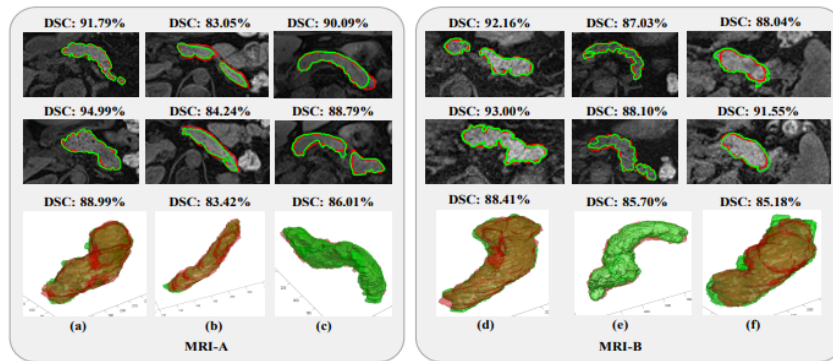 DSC: 91.79% DSC: 83.05% DSC: 90.09% DSC: 92.16% DSC: 87.03% DSC: 88.04%
DSC: 94.99% DSC: 84.24% DSC: 88.79% DSC: 93.00% DSC: 88.10% DSC: 91.55%
DSC: 88.99% DSC: 83.42% DSC: 86.01% DSC: 88.41% DSC: 85.70% DSC: 85.18%
(a) (b) (c) (d) (e) (f)
MRI-A MRI-B